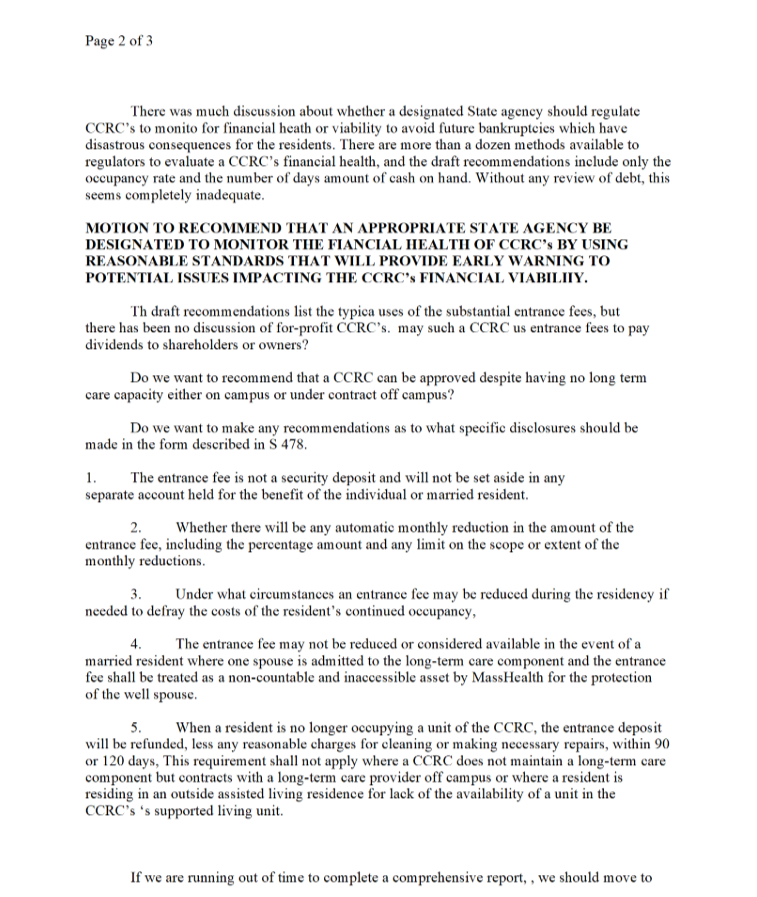 Page 2 of 3
There was much discussion about whether a designated State agency should regulate
CCRC's to monito for financial heath or viability to avoid future bankruptcies which have
disastrous consequences for the residents. There are more than a dozen methods available to
regulators to evaluate a CCRC's financial health, and the draft recommendations include only the
occupancy rate and the number of days amount of cash on hand. Without any review of debt, this
seems completely inadequate.
MOTION TO RECOMMEND THAT AN APPROPRIATE STATE AGENCY BE
DESIGNATED TO MONITOR THE FIANCIAL HEALTH OF CCRC's BY USING
REASONABLE STANDARDS THAT WILL PROVIDE EARLY WARNING TO
POTENTIAL ISSUES IMPACTING THE CCRC's FINANCIAL VIABILIIY.
Th draft recommendations list the typica uses of the substantial entrance fees, but
there has been no discussion of for-profit CCRC's. may such a CCRC us entrance fees to pay
dividends to shareholders or owners?
Do we want to recommend that a CCRC can be approved despite having no long term
care capacity either on campus or under contract off campus?
Do we want to make any recommendations as to what specific disclosures should be
made in the form described in S 478.
1. The entrance fee is not a security deposit and will not be set aside in any
separate account held for the benefit of the individual or married resident.
2. Whether there will be any automatic monthly reduction in the amount of the
entrance fee, including the percentage amount and any limit on the scope or extent of the
monthly reductions.
3. Under what circumstances an entrance fee may be reduced during the residency if
needed to defray the costs of the resident's continued occupancy,
4. The entrance fee may not be reduced or considered available in the event of a
married resident where one spouse is admitted to the long-term care component and the entrance
fee shall be treated as a non-countable and inaccessible asset by MassHealth for the protection
of the well spouse.
5. When a resident is no longer occupying a unit of the CCRC, the entrance deposit
will be refunded, less any reasonable charges for cleaning or making necessary repairs, within 90
or 120 days, This requirement shall not apply where a CCRC does not maintain a long-term care
component but contracts with a long-term care provider off campus or where a resident is
residing in an outside assisted living residence for lack of the availability of a unit in the
CCRC's 's supported living unit.
If we are running out of time to complete a comprehensive report, , we should move to